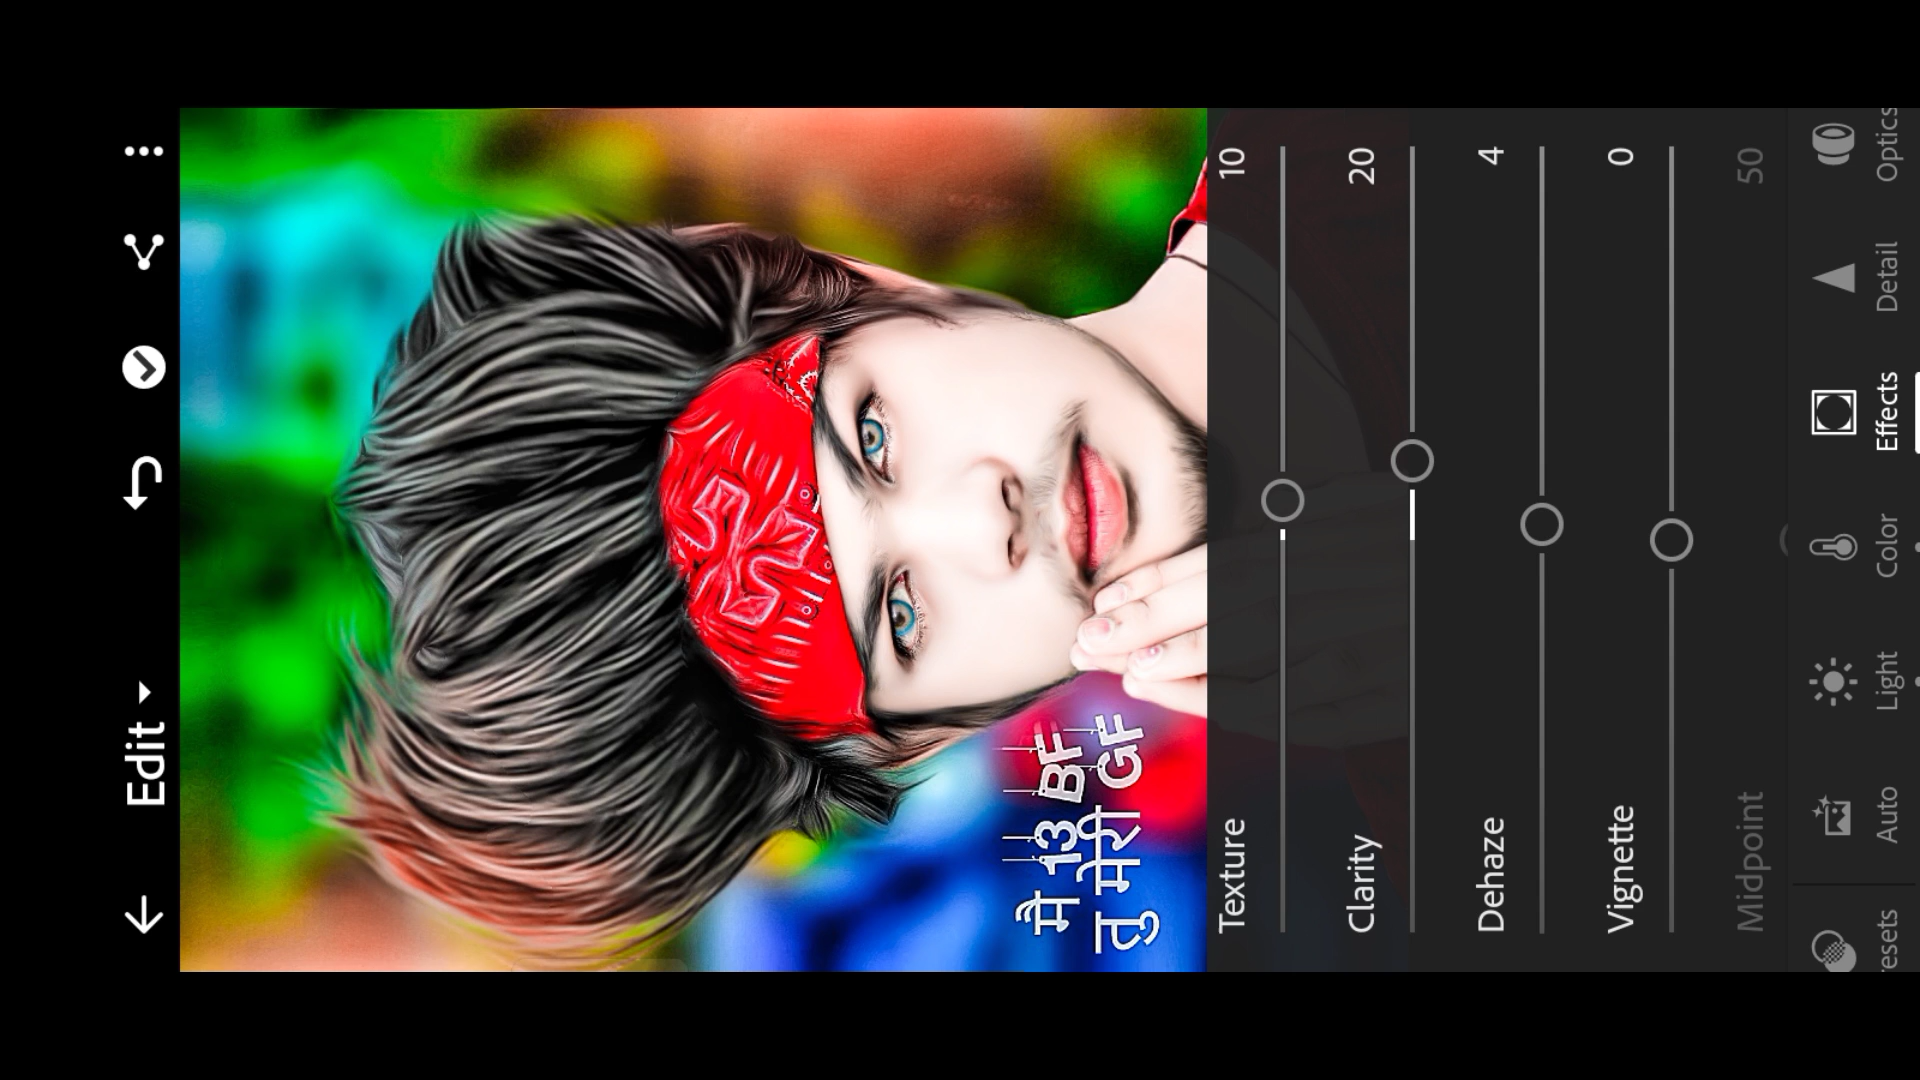 Edit
मै 13 BF
तु मेरी GF
Texture 10
Clarity 20
Dehaze 4
Vignette 0
Midpoint 50
esets Auto Light Color Effects Detail Optics